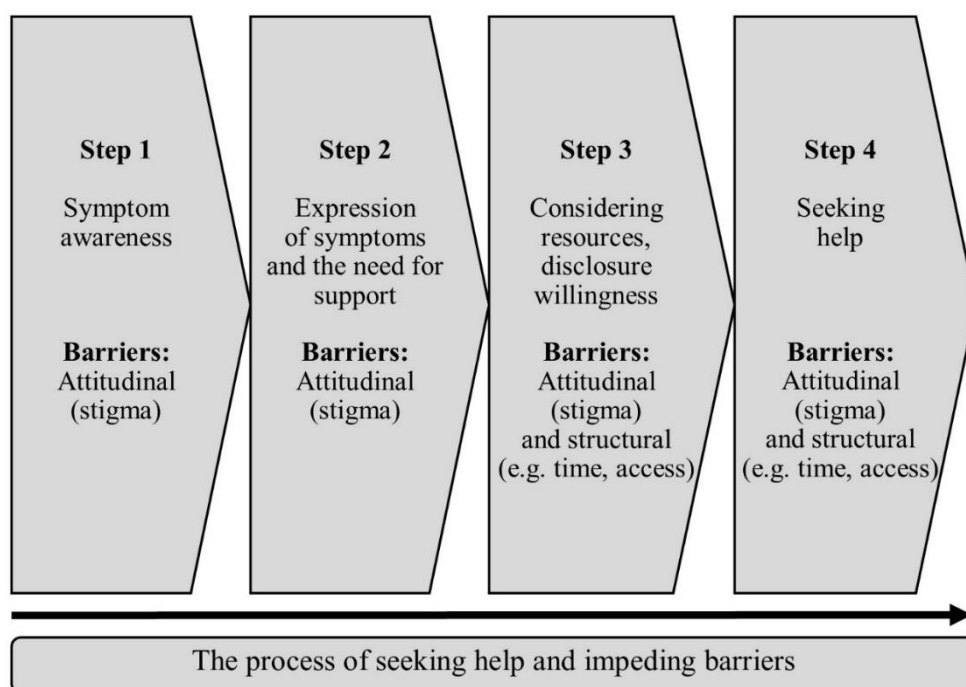 Step 1
Symptom
awareness
Barriers:
Attitudinal
(stigma)
Step 2
Expression
of symptoms
and the need for
support
Barriers:
Attitudinal
(stigma)
Step 3
Considering
resources,
disclosure
willingness
Barriers:
Attitudinal
(stigma)
and structural
(e.g. time, access)
Step 4
Seeking
help
Barriers:
Attitudinal
(stigma)
and structural
(e.g. time, access)
The process of seeking help and impeding barriers